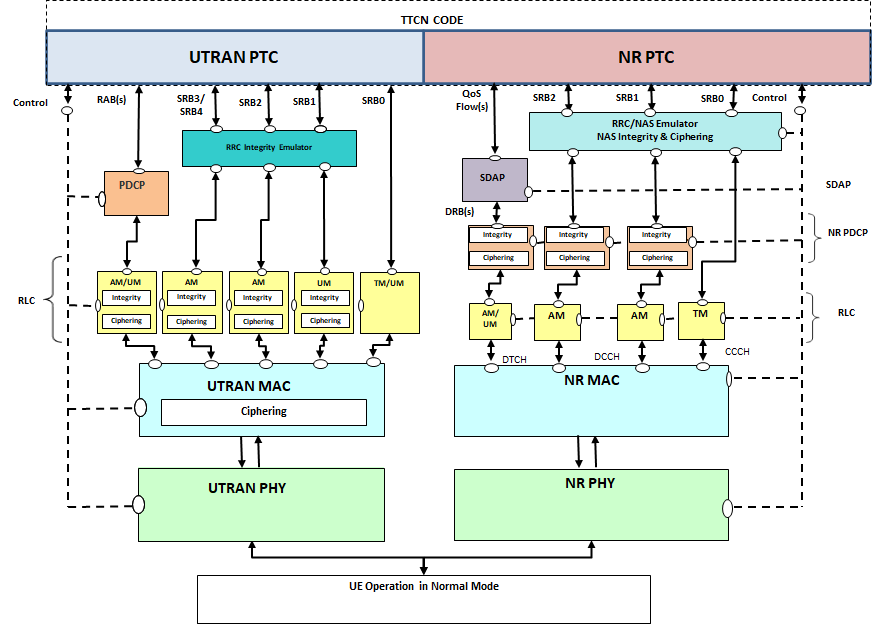 TTCN CODE
UTRAN PTC
NR PTC
Control
RAB(s)
SRB3/
SRB4
SRB2
SRB1
SRB0
QoS
Flow(s)
SRB2
SRB1
SRB0
Control
RRC Integrity Emulator
RRC/NAS Emulator
NAS Integrity & Ciphering
PDCP
SDAP
SDAP
DRB(s)
Integrity
Ciphering
Integrity
Ciphering
Integrity
Ciphering
NR PDCP
RLC
AM/UM
Integrity
Ciphering
AM
Integrity
Ciphering
AM
Integrity
Ciphering
UM
Integrity
Ciphering
TM/UM
AM/
UM
AM
AM
TM
RLC
DTCH
DCCH
CCCH
UTRAN MAC
Ciphering
NR MAC
UTRAN PHY
NR PHY
UE Operation in Normal Mode